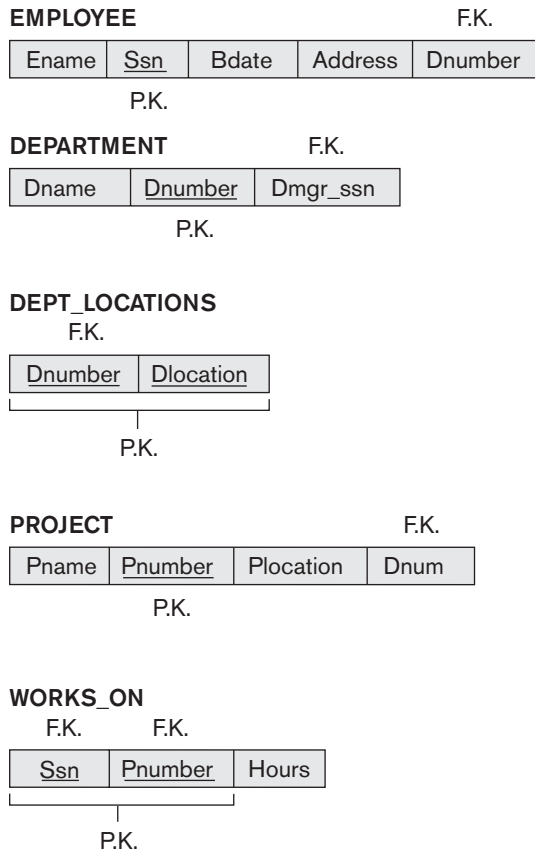 EMPLOYEE F.K.
Ename Ssn Bdate Address Dnumber
P.K.
DEPARTMENT F.K.
Dname Dnumber Dmgr_ssn
P.K.
DEPT_LOCATIONS
F.K.
Dnumber Dlocation
P.K.
PROJECT F.K.
Pname Pnumber Plocation Dnum
P.K.
WORKS_ON
F.K. F.K.
Ssn Pnumber Hours
P.K.